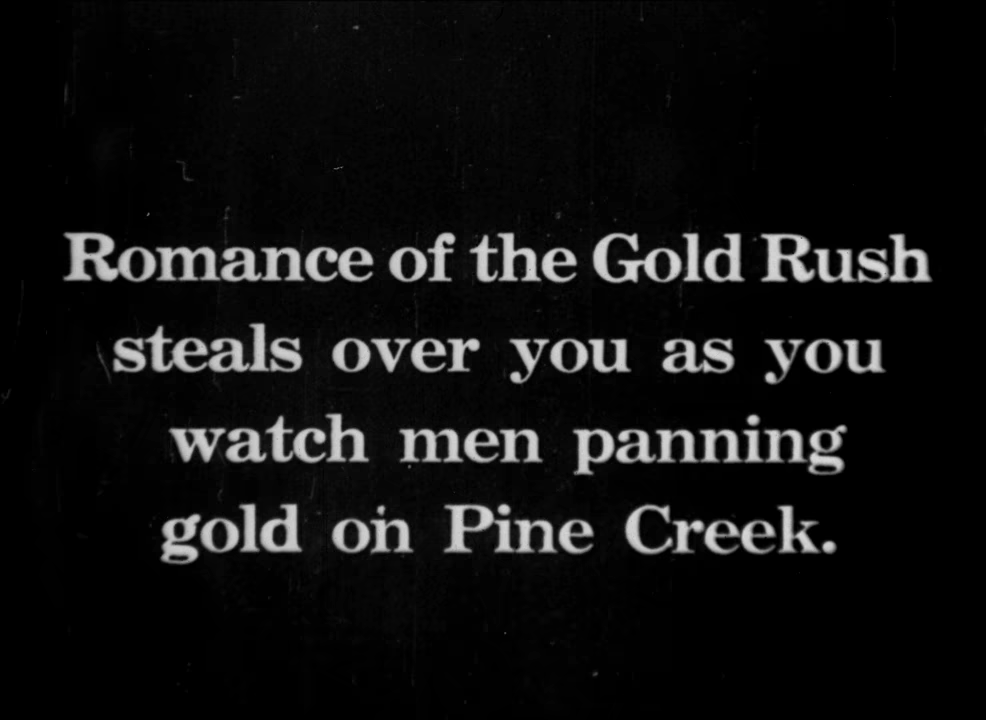 Romance of the Gold Rush
steals over you as you
watch men panning
gold on Pine Creek.